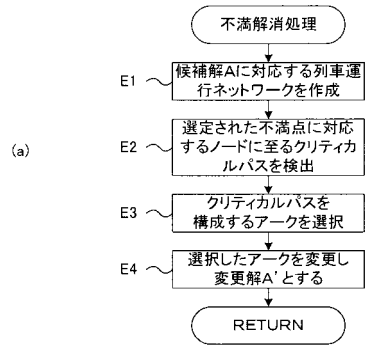 不満解消処理
E1
候補解Aに対応する列車運
行ネットワークを作成
(a)
E2
選定された不満点に対応
するノードに至るクリティカ
ルパスを検出
E3
クリティカルパスを
構成するアークを選択
E4
選択したアークを変更し
変更解A'とする
RETURN